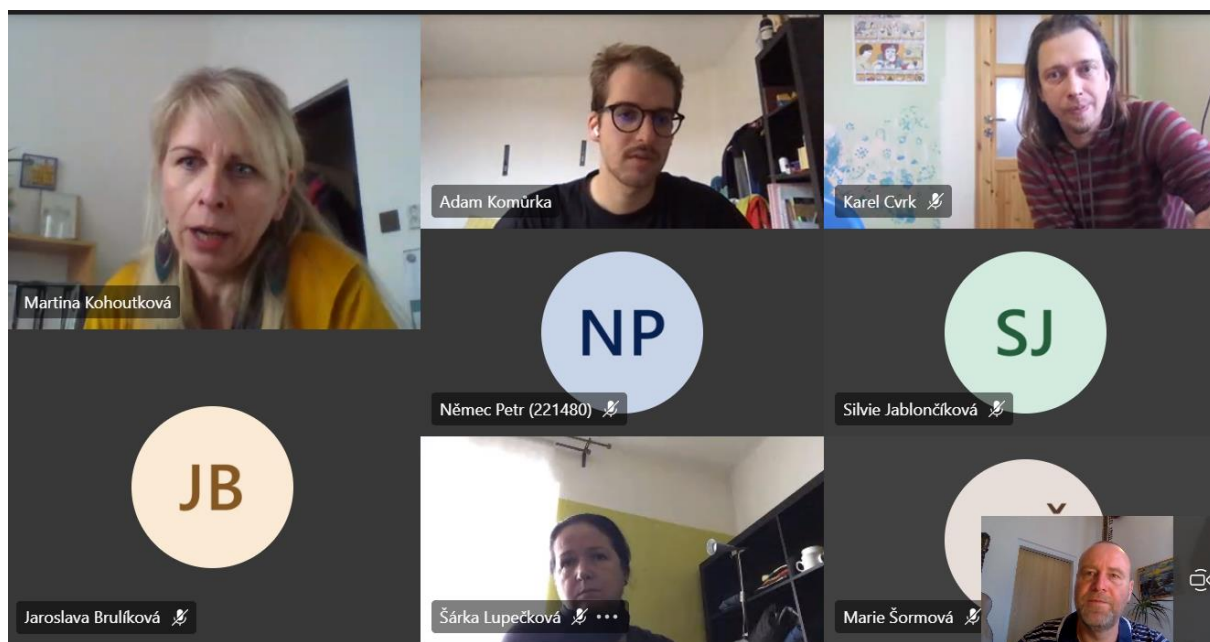 Adam Komůrka
Karel Cvrk
Martina Kohoutková
NP
SJ
Němec Petr (221480)
Silvie Jablončíková
JB
Jaroslava Brulíková
Šárka Lupečková
Marie Šormová